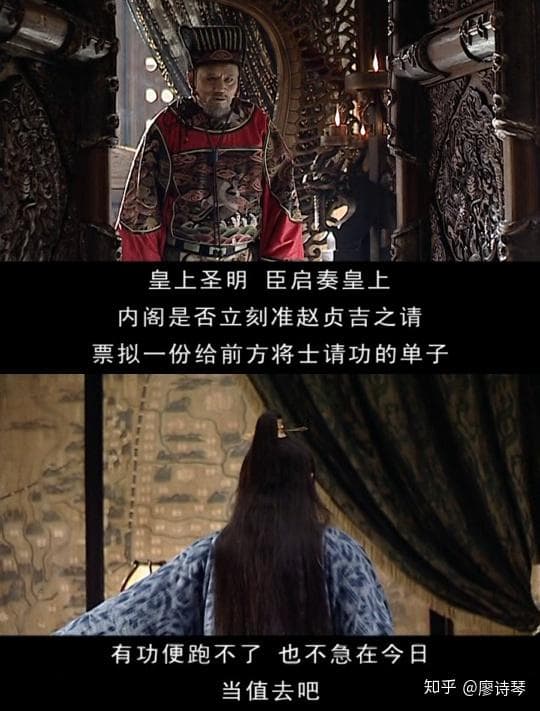 皇上圣明 臣启奏皇上
内阁是否立刻准赵贞吉之请
票拟一份给前方将士请功的单子
有功便跑不了 也不急在今日
当值去吧
知乎 @廖诗琴